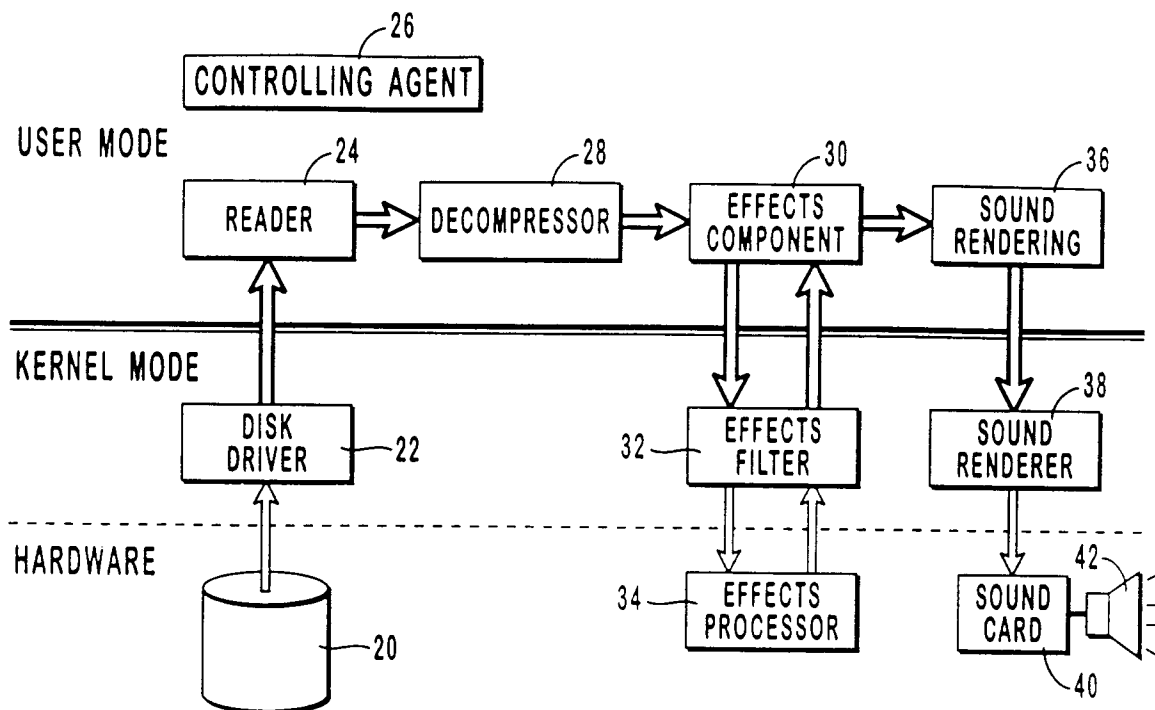 26
CONTROLLING AGENT
USER MODE
24
28
30
36
READER
DECOMPRESSOR
EFFECTS
COMPONENT
SOUND
RENDERING
KERNEL MODE
DISK
DRIVER
22
32
EFFECTS
FILTER
38
SOUND
RENDERER
HARDWARE
20
34
EFFECTS
PROCESSOR
SOUND
CARD
42
40